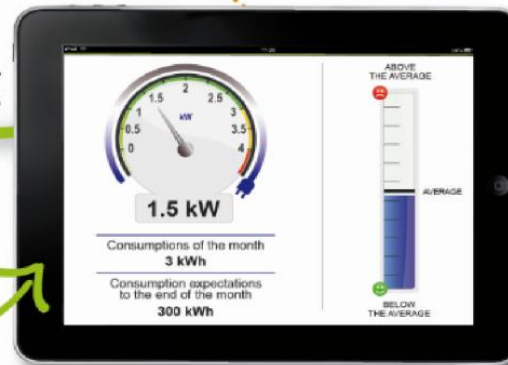 0
0.5
1
1.5
2
2.5
3
3.5
4
kW
1.5 kW
Consumptions of the month
3 kWh
Consumption expectations
to the end of the month
300 kWh
ABOVE
THE AVERAGE
AVERAGE
BELOW
THE AVERAGE